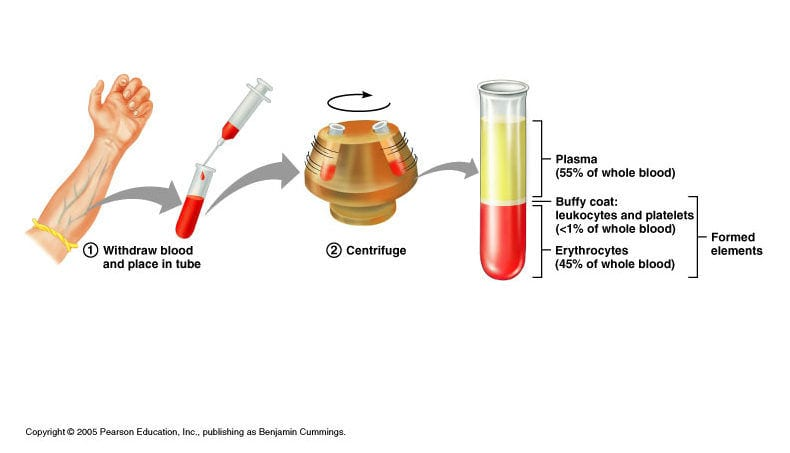 ① Withdraw blood
and place in tube
② Centrifuge
Plasma
(55% of whole blood)
Buffy coat:
leukocytes and platelets
(<1% of whole blood)
Erythrocytes
(45% of whole blood)
Formed
elements
Copyright © 2005 Pearson Education, Inc., publishing as Benjamin Cummings.